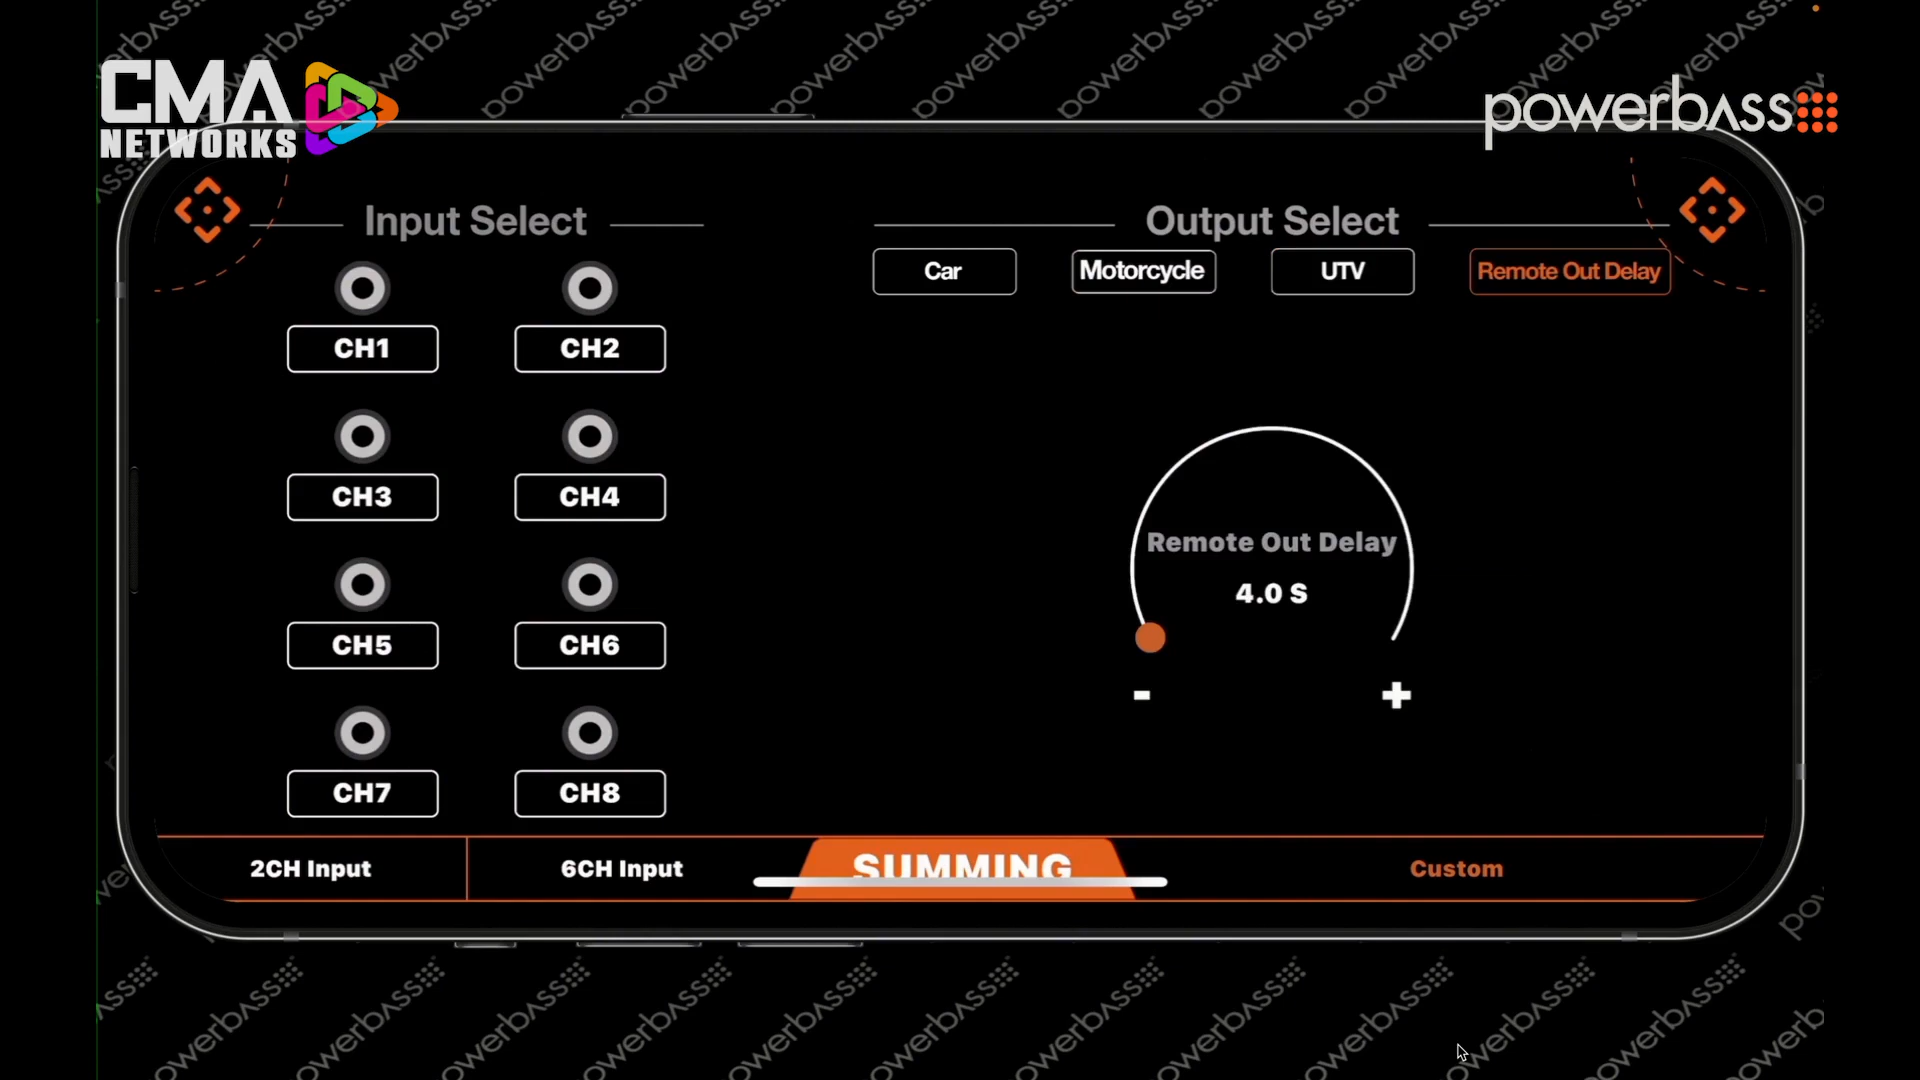 CMA
NETWORKS
powerbass
Input Select
Output Select
Car
Motorcycle
UTV
Remote Out Delay
CH1
CH2
CH3
CH4
Remote Out Delay
4.0 S
CH5
CH6
-
+
CH7
CH8
2CH Input
6CH Input
SUMMING
Custom